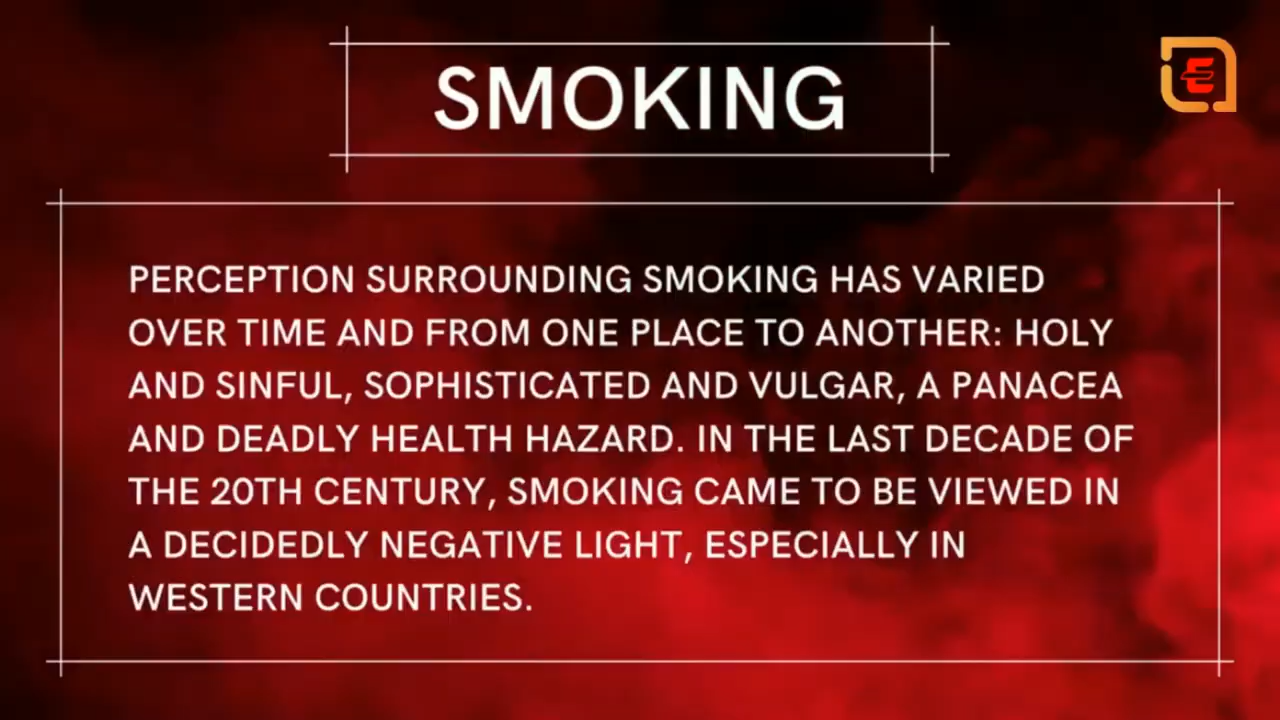 SMOKING
E
PERCEPTION SURROUNDING SMOKING HAS VARIED
OVER TIME AND FROM ONE PLACE TO ANOTHER: HOLY
AND SINFUL, SOPHISTICATED AND VULGAR, A PANACEA
AND DEADLY HEALTH HAZARD. IN THE LAST DECADE OF
THE 20TH CENTURY, SMOKING CAME TO BE VIEWED IN
A DECIDEDLY NEGATIVE LIGHT, ESPECIALLY IN
WESTERN COUNTRIES.